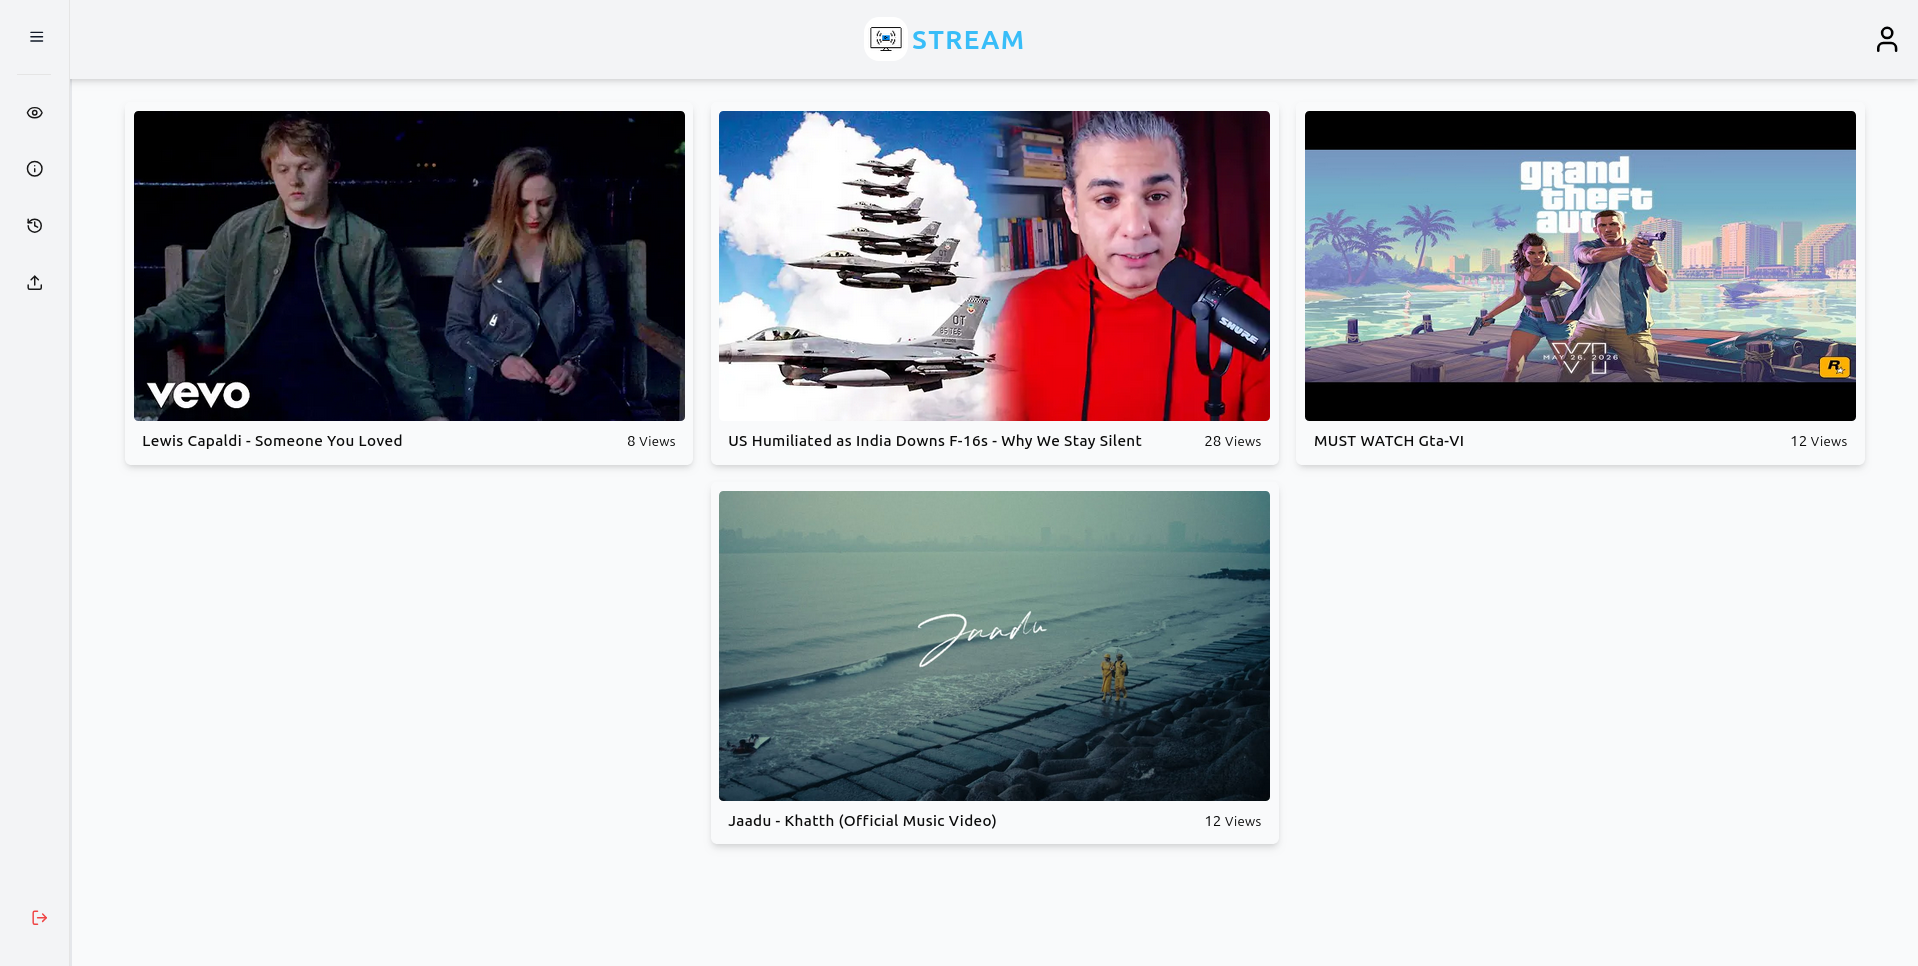 STREAM
vevo
Lewis Capaldi - Someone You Loved
8 Views
OT
SHURE
US Humiliated as India Downs F-16s - Why We Stay Silent
28 Views
grand
theft
auto
VI
MAY 26, 2026
R
MUST WATCH Gta-VI
12 Views
Jaadu
Jaadu - Khatth (Official Music Video)
12 Views